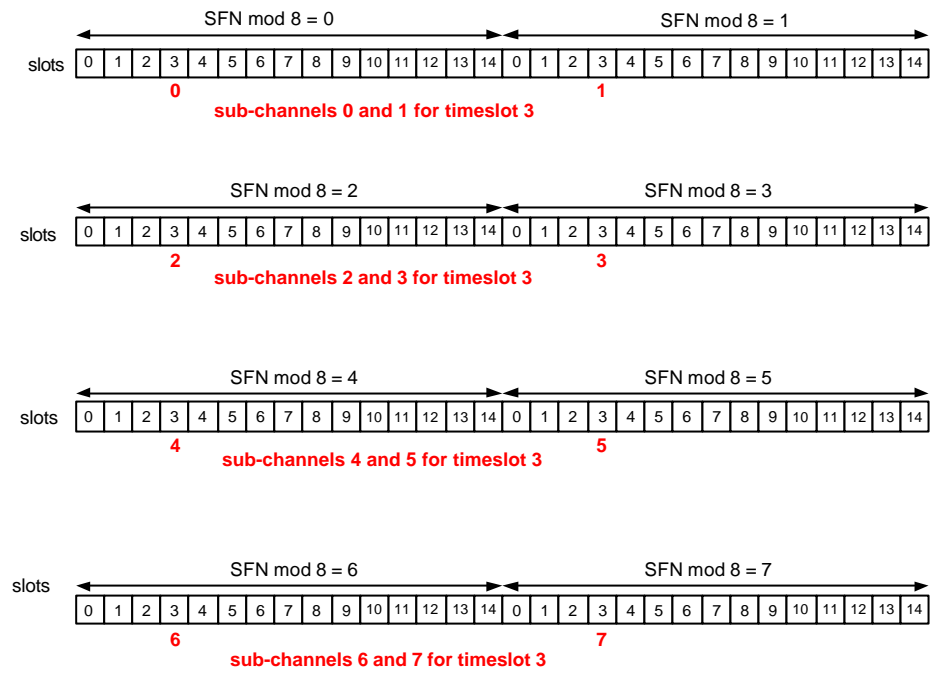 SFN mod 8 = 0 SFN mod 8 = 1
slots 0 1 2 3 4 5 6 7 8 9 10 11 12 13 14 0 1 2 3 4 5 6 7 8 9 10 11 12 13 14
0 1
sub-channels 0 and 1 for timeslot 3
SFN mod 8 = 2 SFN mod 8 = 3
slots 0 1 2 3 4 5 6 7 8 9 10 11 12 13 14 0 1 2 3 4 5 6 7 8 9 10 11 12 13 14
2 3
sub-channels 2 and 3 for timeslot 3
SFN mod 8 = 4 SFN mod 8 = 5
slots 0 1 2 3 4 5 6 7 8 9 10 11 12 13 14 0 1 2 3 4 5 6 7 8 9 10 11 12 13 14
4 5
sub-channels 4 and 5 for timeslot 3
SFN mod 8 = 6 SFN mod 8 = 7
slots
0 1 2 3 4 5 6 7 8 9 10 11 12 13 14 0 1 2 3 4 5 6 7 8 9 10 11 12 13 14
6 7
sub-channels 6 and 7 for timeslot 3